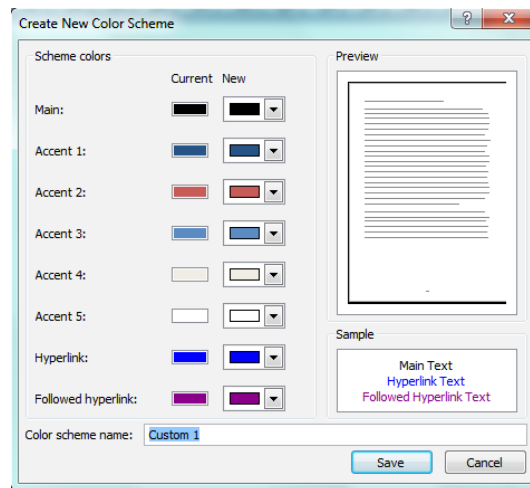 Create New Color Scheme
Scheme colors
Current New
Main:
Accent 1:
Accent 2:
Accent 3:
Accent 4:
Accent 5:
Hyperlink:
Followed hyperlink:
Preview
Sample
Main Text
Hyperlink Text
Followed Hyperlink Text
Color scheme name: Custom 1
Save Cancel